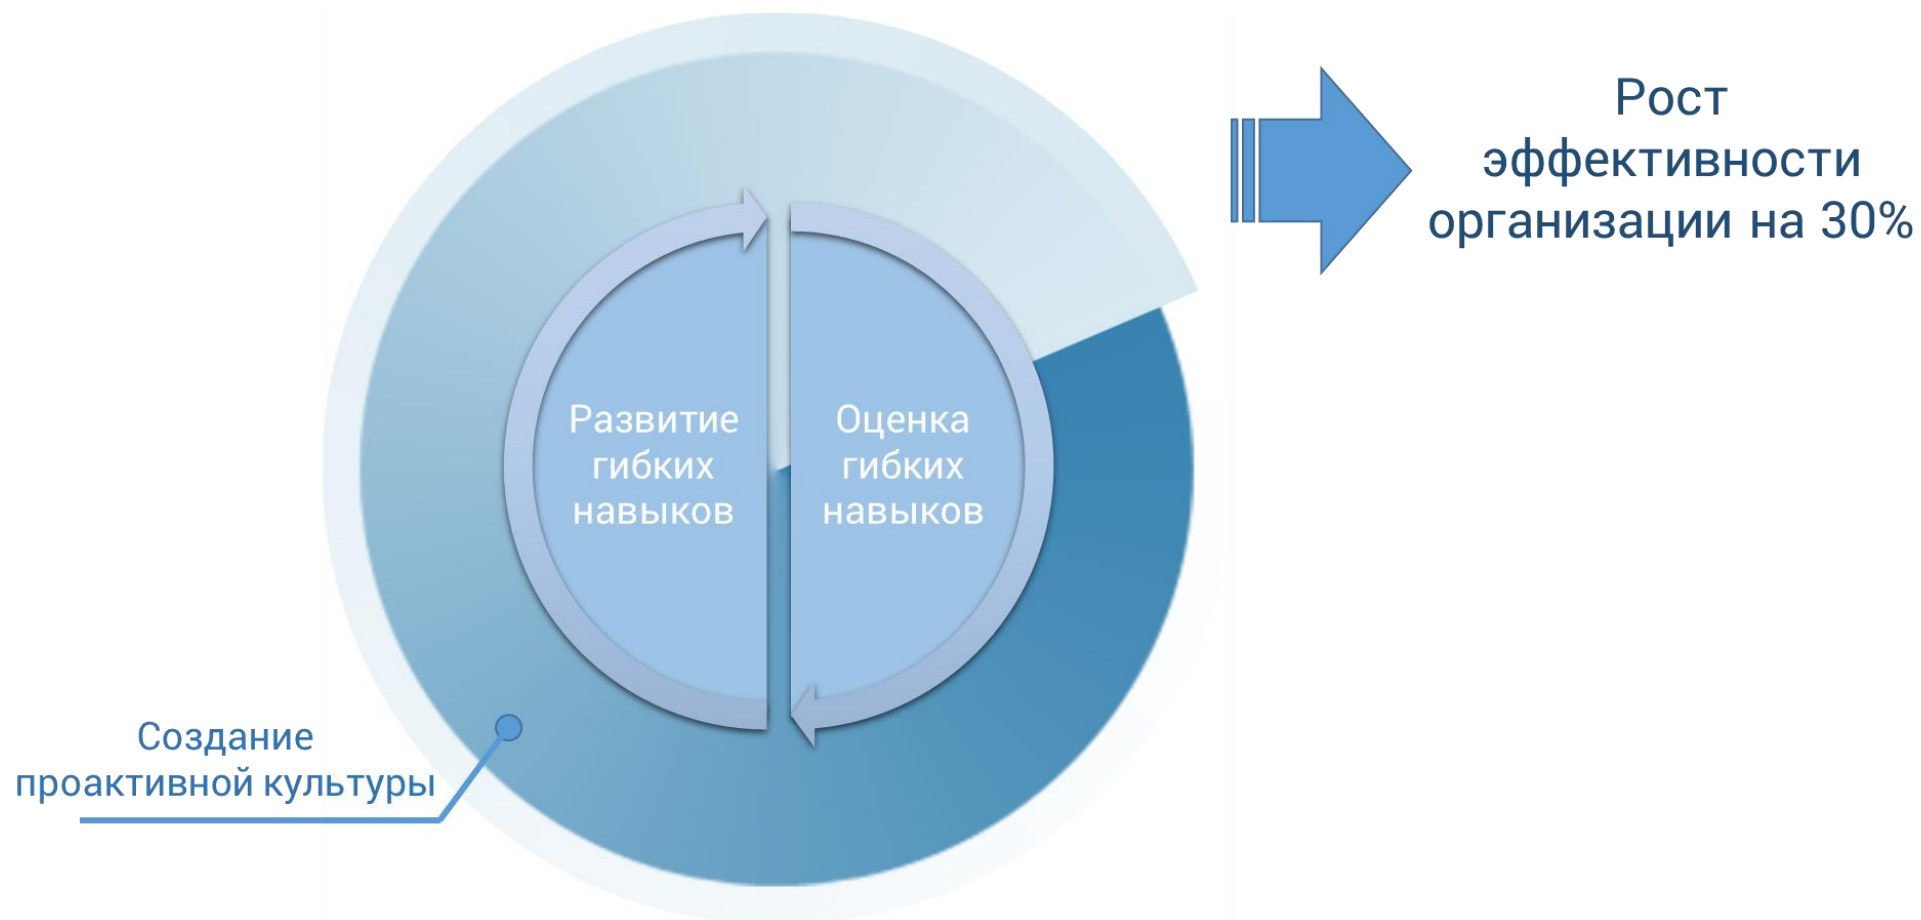 Рост
эффективности
организации на 30%
Развитие
гибких
навыков
Оценка
гибких
навыков
Создание
проактивной культуры